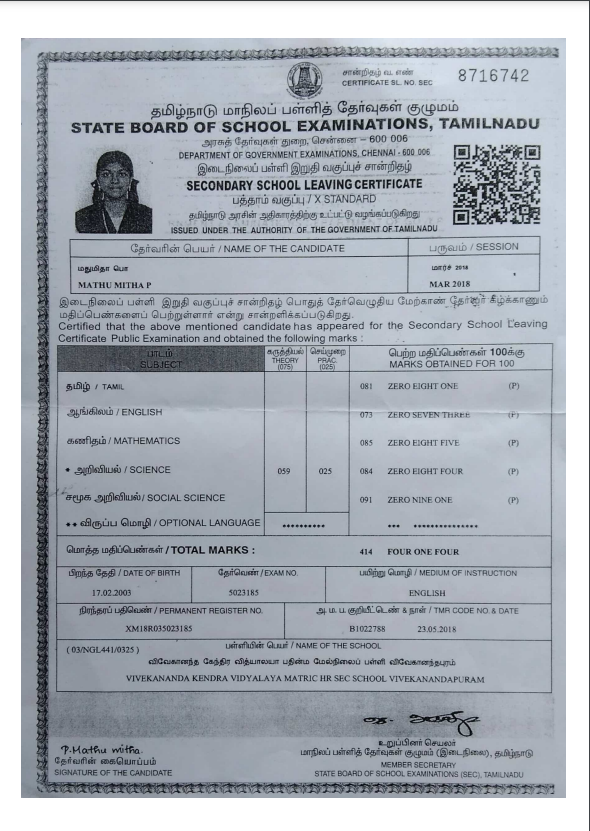 சான்றிதழ் வ. எண்
CERTIFICATE SL. NO. SEC 8716742
தமிழ்நாடு மாநிலப் பள்ளித் தேர்வுகள் குழுமம்
STATE BOARD OF SCHOOL EXAMINATIONS, TAMILNADU
அரசுத் தேர்வுகள் துறை, சென்னை – 600 006
DEPARTMENT OF GOVERNMENT EXAMINATIONS, CHENNAI - 600 006
இடைநிலைப் பள்ளி இறுதி வகுப்புச் சான்றிதழ்
SECONDARY SCHOOL LEAVING CERTIFICATE
பத்தாம் வகுப்பு / X STANDARD
தமிழ்நாடு அரசின் அதிகாரத்திற்கு உட்பட்டு வழங்கப்படுகிறது
ISSUED UNDER THE AUTHORITY OF THE GOVERNMENT OF TAMILNADU
தேர்வரின் பெயர் / NAME OF THE CANDIDATE பருவம் / SESSION
மதுமிதா பொ மார்ச் 2018
MATHU MITHA P MAR 2018
இடைநிலைப் பள்ளி இறுதி வகுப்புச் சான்றிதழ் பொதுத் தேர்வெழுதிய மேற்காண் தேர்வர் கீழ்க்காணும்
மதிப்பெண்களைப் பெற்றுள்ளார் என்று சான்றளிக்கப்படுகிறது.
Certified that the above mentioned candidate has appeared for the Secondary School Leaving
Certificate Public Examination and obtained the following marks :
பாடம் கருத்தியல் செய்முறை பெற்ற மதிப்பெண்கள் 100க்கு
SUBJECT THEORY PRAC. MARKS OBTAINED FOR 100
(075) (025)
தமிழ் / TAMIL 081 ZERO EIGHT ONE (P)
ஆங்கிலம் / ENGLISH 073 ZERO SEVEN THREE (P)
கணிதம் / MATHEMATICS 085 ZERO EIGHT FIVE (P)
* அறிவியல் / SCIENCE 059 025 084 ZERO EIGHT FOUR (P)
சமூக அறிவியல் / SOCIAL SCIENCE 091 ZERO NINE ONE (P)
** விருப்ப மொழி / OPTIONAL LANGUAGE ********** *** ***************
மொத்த மதிப்பெண்கள் / TOTAL MARKS : 414 FOUR ONE FOUR
பிறந்த தேதி / DATE OF BIRTH தேர்வெண் / EXAM NO. பயிற்று மொழி / MEDIUM OF INSTRUCTION
17.02.2003 5023185 ENGLISH
நிரந்தரப் பதிவெண் / PERMANENT REGISTER NO. அ. ம. ப. குறியீட்டெண் & நாள் / TMR CODE NO. & DATE
XM18R035023185 B1022788 23.05.2018
( 03/NGL441/0325 ) பள்ளியின் பெயர் / NAME OF THE SCHOOL
விவேகானந்த கேந்திர வித்யாலயா பதின்ம மேல்நிலைப் பள்ளி விவேகானந்தபுரம்
VIVEKANANDA KENDRA VIDYALAYA MATRIC HR SEC SCHOOL VIVEKANANDAPURAM
P. Mathu mitha.
தேர்வரின் கையொப்பம்
SIGNATURE OF THE CANDIDATE
உறுப்பினர் செயலர்
மாநிலப் பள்ளித் தேர்வுகள் குழுமம் (இடைநிலை), தமிழ்நாடு
MEMBER SECRETARY
STATE BOARD OF SCHOOL EXAMINATIONS (SEC), TAMILNADU